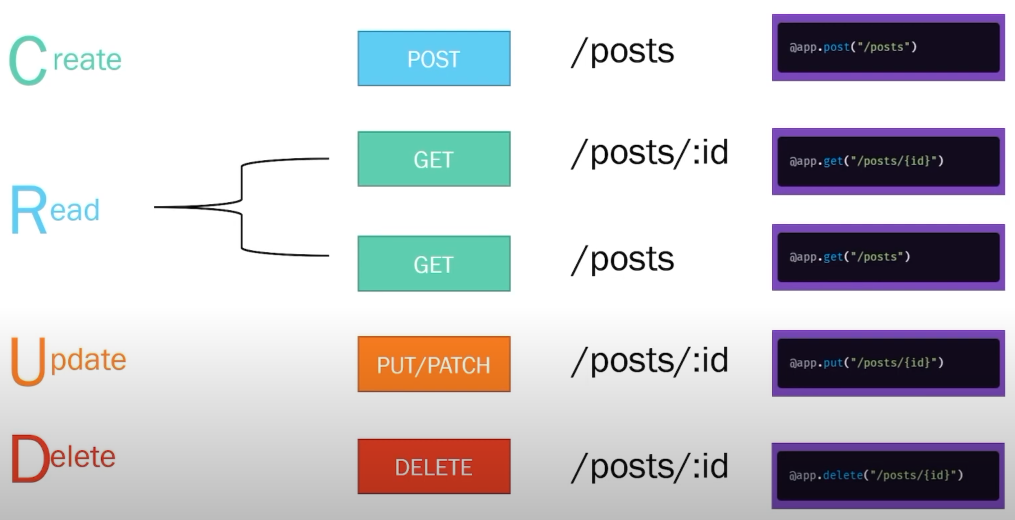 Create POST /posts @app.post("/posts")
GET /posts/:id @app.get("/posts/{id}")
Read
GET /posts @app.get("/posts")
Update PUT/PATCH /posts/:id @app.put("/posts/{id}")
Delete DELETE /posts/:id @app.delete("/posts/{id}")